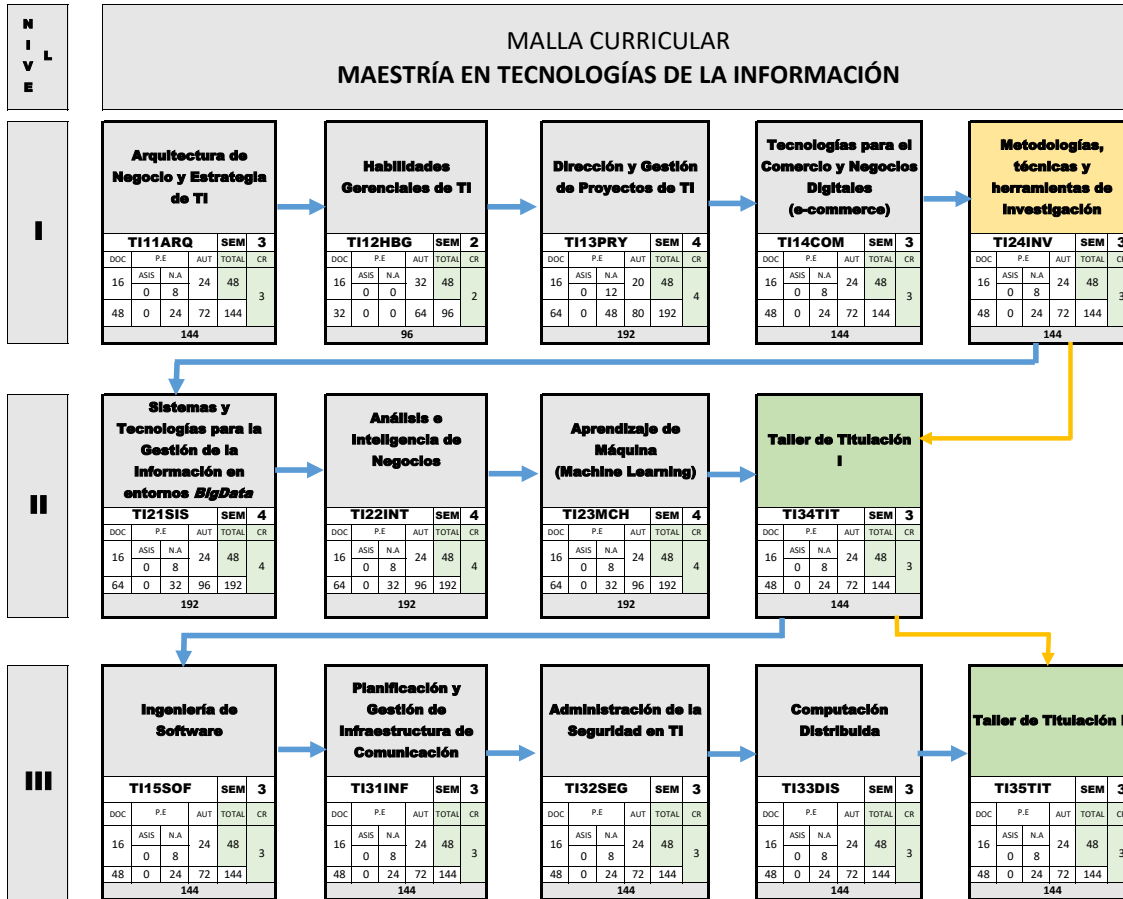 N
I
V
E
L
MALLA CURRICULAR
MAESTRÍA EN TECNOLOGÍAS DE LA INFORMACIÓN
I
Arquitectura de
Negocio y Estrategia
de TI
TI11ARQ SEM 3
DOC P.E AUT TOTAL CR
16 ASIS N.A 24 48 3
0 8
48 0 24 72 144
144
Habilidades
Gerenciales de TI
TI12HBG SEM 2
DOC P.E AUT TOTAL CR
16 ASIS N.A 32 48 2
0 0
32 0 0 64 96
96
Dirección y Gestión
de Proyectos de TI
TI13PRY SEM 4
DOC P.E AUT TOTAL CR
16 ASIS N.A 20 48 4
0 12
64 0 48 80 192
192
Tecnologías para el
Comercio y Negocios
Digitales
(e-commerce)
TI14COM SEM 3
DOC P.E AUT TOTAL CR
16 ASIS N.A 24 48 3
0 8
48 0 24 72 144
144
Metodologías,
técnicas y
herramientas de
investigación
TI24INV SEM 3
DOC P.E AUT TOTAL CR
16 ASIS N.A 24 48 3
0 8
48 0 24 72 144
144
II
Sistemas y
Tecnologías para la
Gestión de la
Información en
entornos BigData
TI21SIS SEM 4
DOC P.E AUT TOTAL CR
16 ASIS N.A 24 48 4
0 8
64 0 32 96 192
192
Análisis e
Inteligencia de
Negocios
TI22INT SEM 4
DOC P.E AUT TOTAL CR
16 ASIS N.A 24 48 4
0 8
64 0 32 96 192
192
Aprendizaje de
Máquina
(Machine Learning)
TI23MCH SEM 4
DOC P.E AUT TOTAL CR
16 ASIS N.A 24 48 4
0 8
64 0 32 96 192
192
Taller de Titulación
I
TI34TIT SEM 3
DOC P.E AUT TOTAL CR
16 ASIS N.A 24 48 3
0 8
48 0 24 72 144
144
III
Ingeniería de
Software
TI15SOF SEM 3
DOC P.E AUT TOTAL CR
16 ASIS N.A 24 48 3
0 8
48 0 24 72 144
144
Planificación y
Gestión de
Infraestructura de
Comunicación
TI31INF SEM 3
DOC P.E AUT TOTAL CR
16 ASIS N.A 24 48 3
0 8
48 0 24 72 144
144
Administración de la
Seguridad en TI
TI32SEG SEM 3
DOC P.E AUT TOTAL CR
16 ASIS N.A 24 48 3
0 8
48 0 24 72 144
144
Computación
Distribuida
TI33DIS SEM 3
DOC P.E AUT TOTAL CR
16 ASIS N.A 24 48 3
0 8
48 0 24 72 144
144
Taller de Titulación
TI35TIT SEM 3
DOC P.E AUT TOTAL CR
16 ASIS N.A 24 48 3
0 8
48 0 24 72 144
144